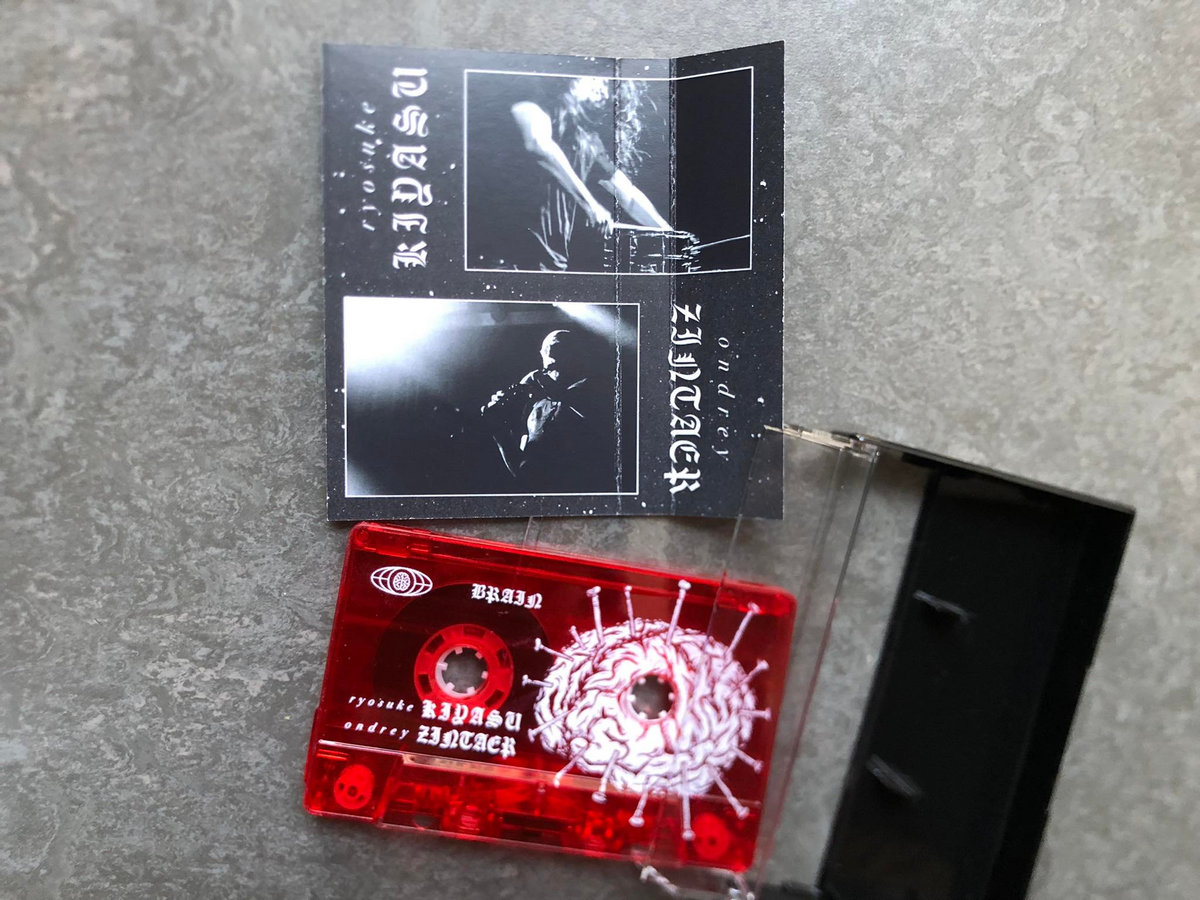 ryosuke
KIYASU
ondrey
ZINTAER
BRAIN
ryosuke KIYASU
ondrey ZINTAER